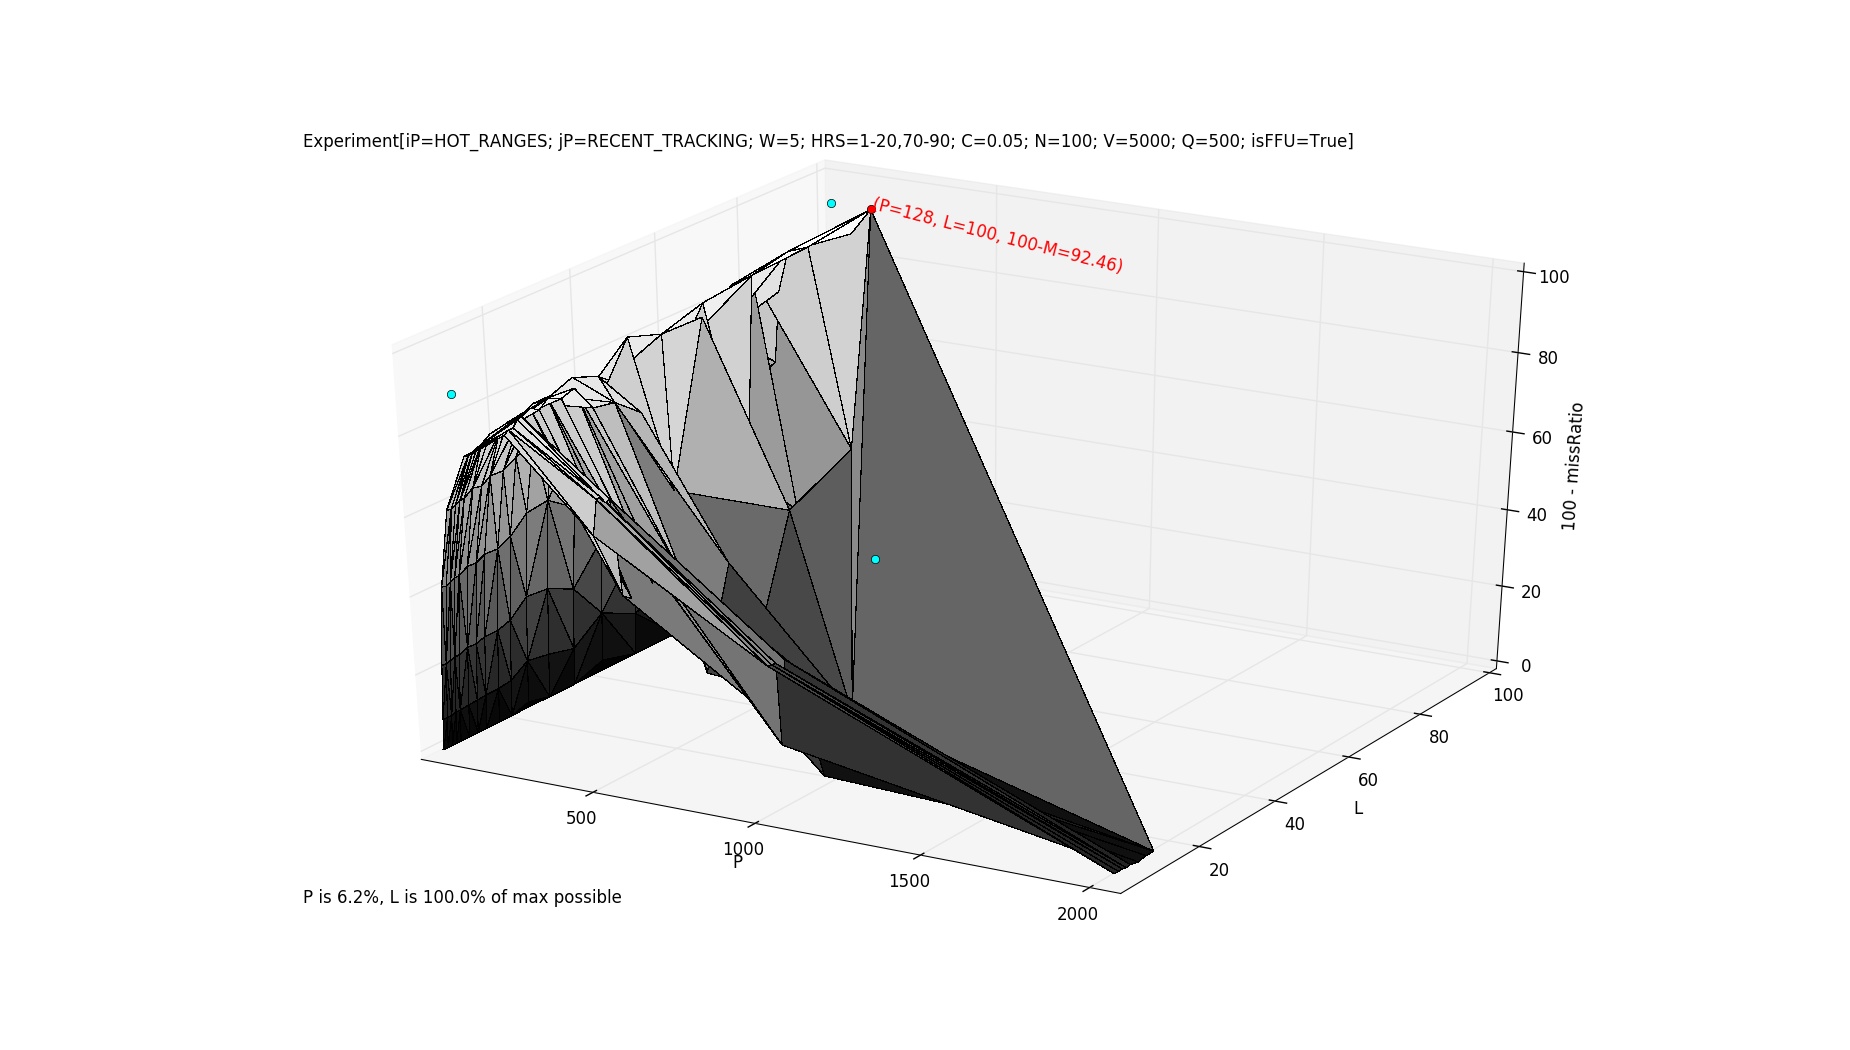 Experiment[iP=HOT_RANGES; jP=RECENT_TRACKING; W=5; HRS=1-20,70-90; C=0.05; N=100; V=5000; Q=500; isFFU=True]
(P=128, L=100, 100-M=92.46)
100
80
60
40
20
0
100 - missRatio
100
80
60
40
20
L
500
1000
1500
2000
P
P is 6.2%, L is 100.0% of max possible